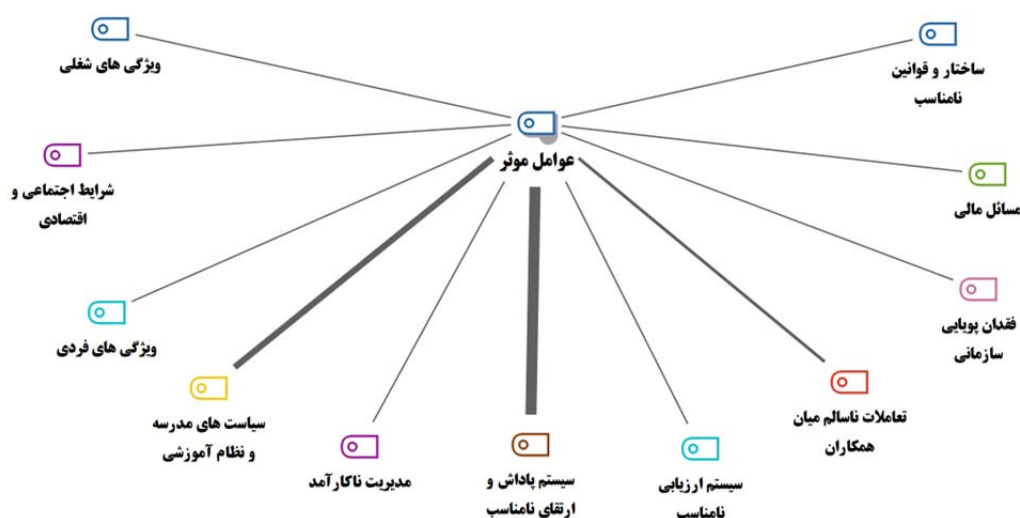 ویژگی های شغلی
ساختار و قوانین
نامناسب
عوامل موثر
شرایط اجتماعی و
اقتصادی
مسائل مالی
ویژگی های فردی
فقدان پویایی
سازمانی
سیاست های مدرسه
و نظام آموزشی
تعاملات ناسالم میان
همکاران
مدیریت ناکارآمد
سیستم پاداش و
ارتقای نامناسب
سیستم ارزیابی
نامناسب